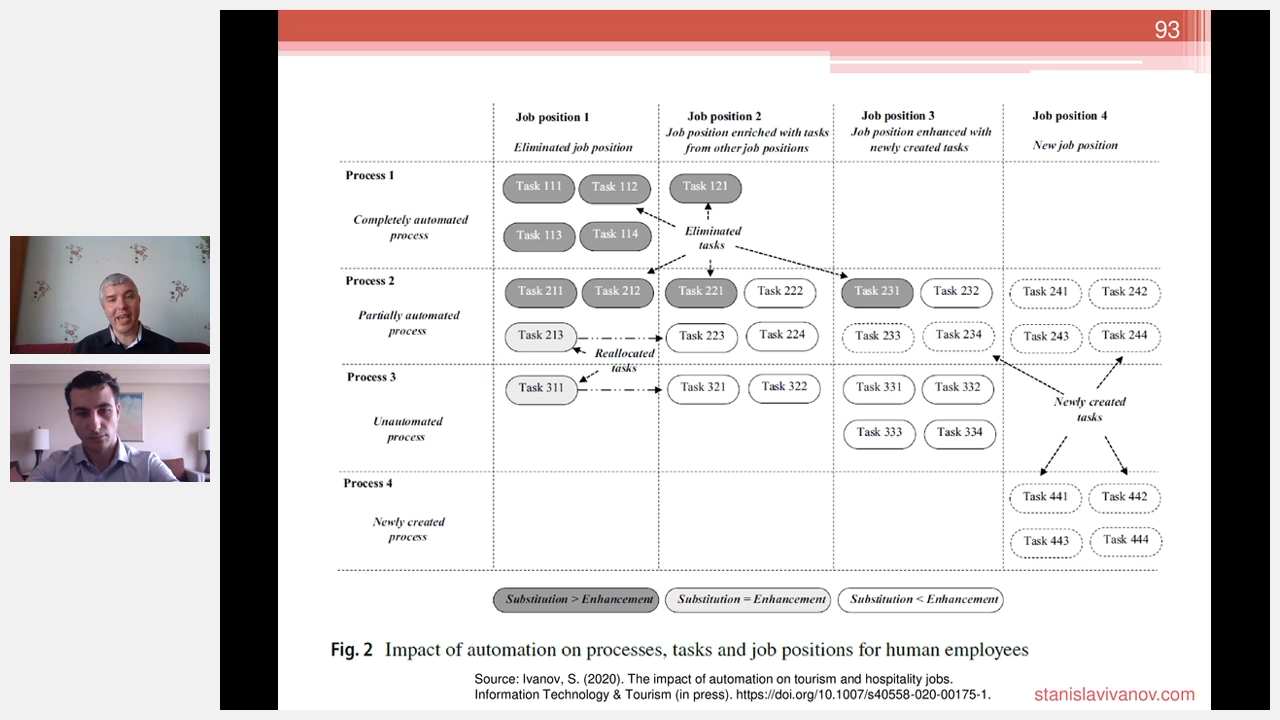 93
Job position 1
Job position 2
Job position 3
Job position 4
Eliminated job position
Job position enriched with tasks
from other job positions
Job position enhanced with
newly created tasks
New job position
Process 1
Completely automated
process
Task 111
Task 112
Task 121
Task 113
Task 114
Eliminated
tasks
Process 2
Partially automated
process
Task 211
Task 212
Task 221
Task 222
Task 231
Task 232
Task 241
Task 242
Task 213
Task 223
Task 224
Task 233
Task 234
Task 243
Task 244
Reallocated
tasks
Process 3
Unautomated
process
Task 311
Task 321
Task 322
Task 331
Task 332
Task 333
Task 334
Newly created
tasks
Process 4
Newly created
process
Task 441
Task 442
Task 443
Task 444
Substitution > Enhancement
Substitution = Enhancement
Substitution < Enhancement
Fig. 2 Impact of automation on processes, tasks and job positions for human employees
Source: Ivanov, S. (2020). The impact of automation on tourism and hospitality jobs.
Information Technology & Tourism (in press). https://doi.org/10.1007/s40558-020-00175-1.
stanislavivanov.com